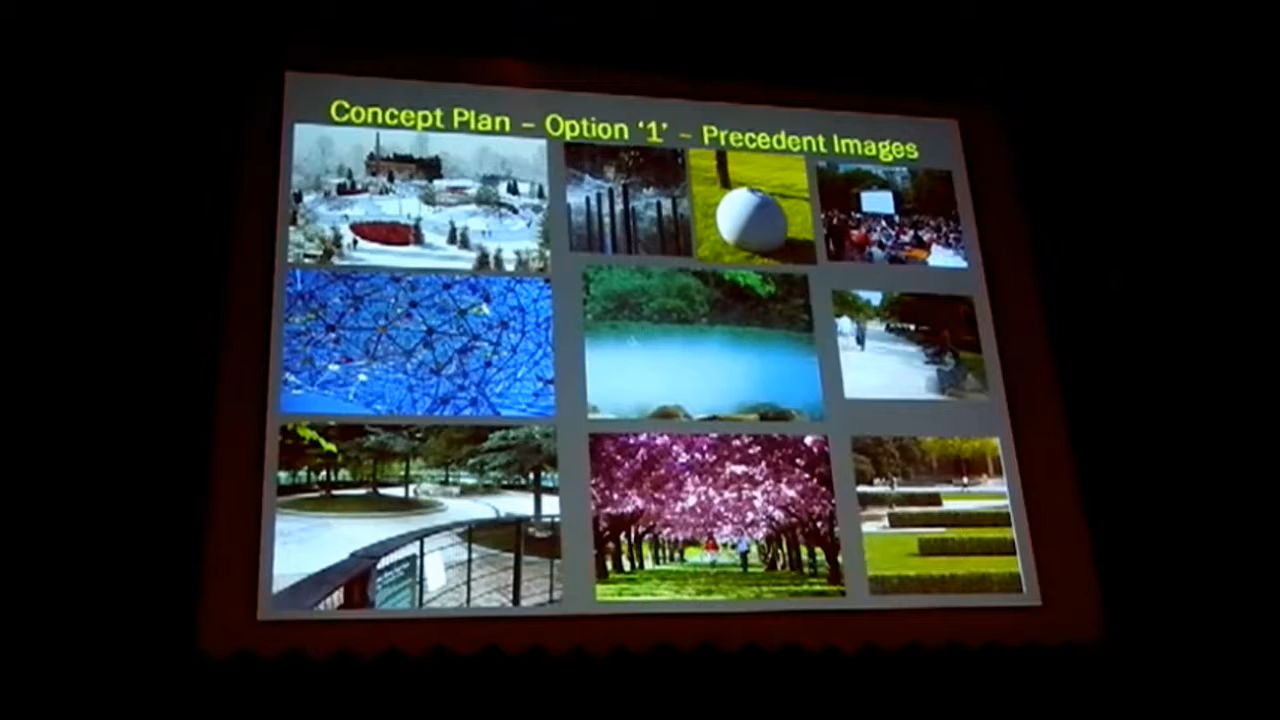 Concept Plan – Option ‘1’ – Precedent Images